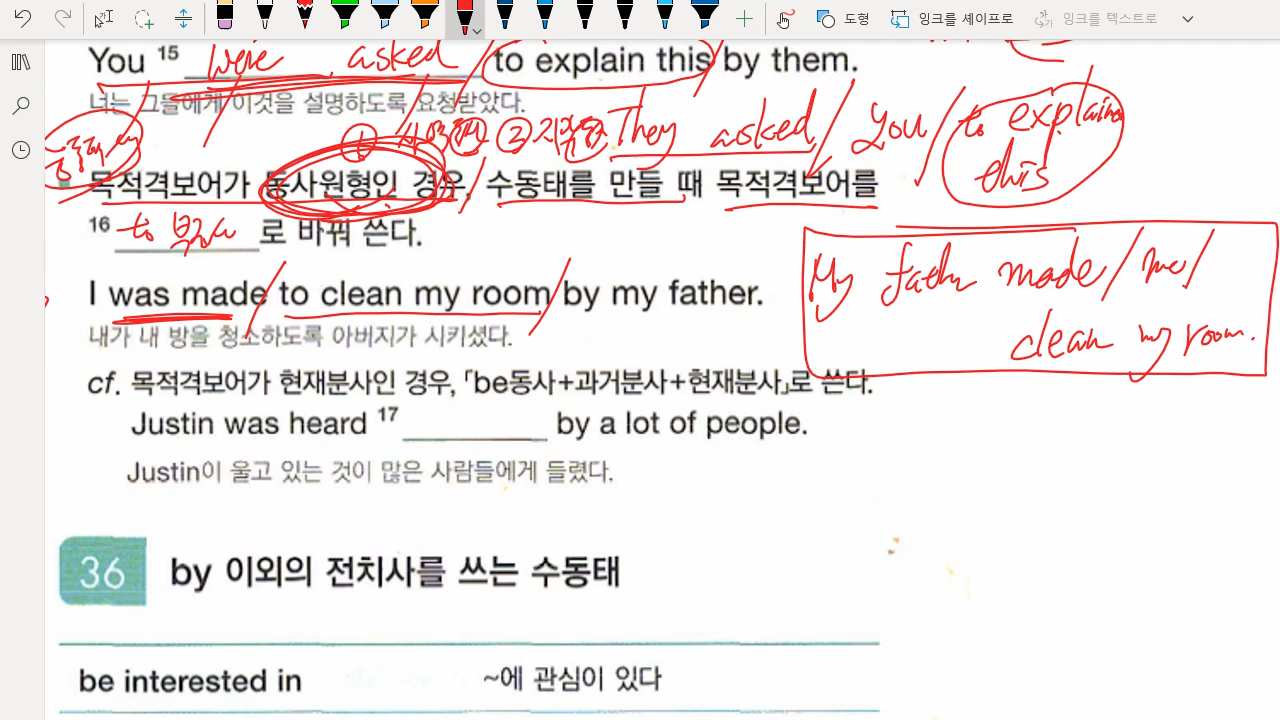 도형 잉크를 셰이프로 잉크를 텍스트로
You 15 were asked to explain this by them.
너는 그들에게 이것을 설명하도록 요청받았다.
① ② They asked / you / to explain
this
목적격보어가 동사원형인 경우, 수동태를 만들 때 목적격보어를
16 to 부정사 로 바꿔 쓴다.
My father made / me /
clean my room.
I was made to clean my room by my father.
내가 내 방을 청소하도록 아버지가 시키셨다.
cf. 목적격보어가 현재분사인 경우, 「be동사+과거분사+현재분사」로 쓴다.
Justin was heard 17 by a lot of people.
Justin이 울고 있는 것이 많은 사람들에게 들렸다.
36 by 이외의 전치사를 쓰는 수동태
be interested in ~에 관심이 있다